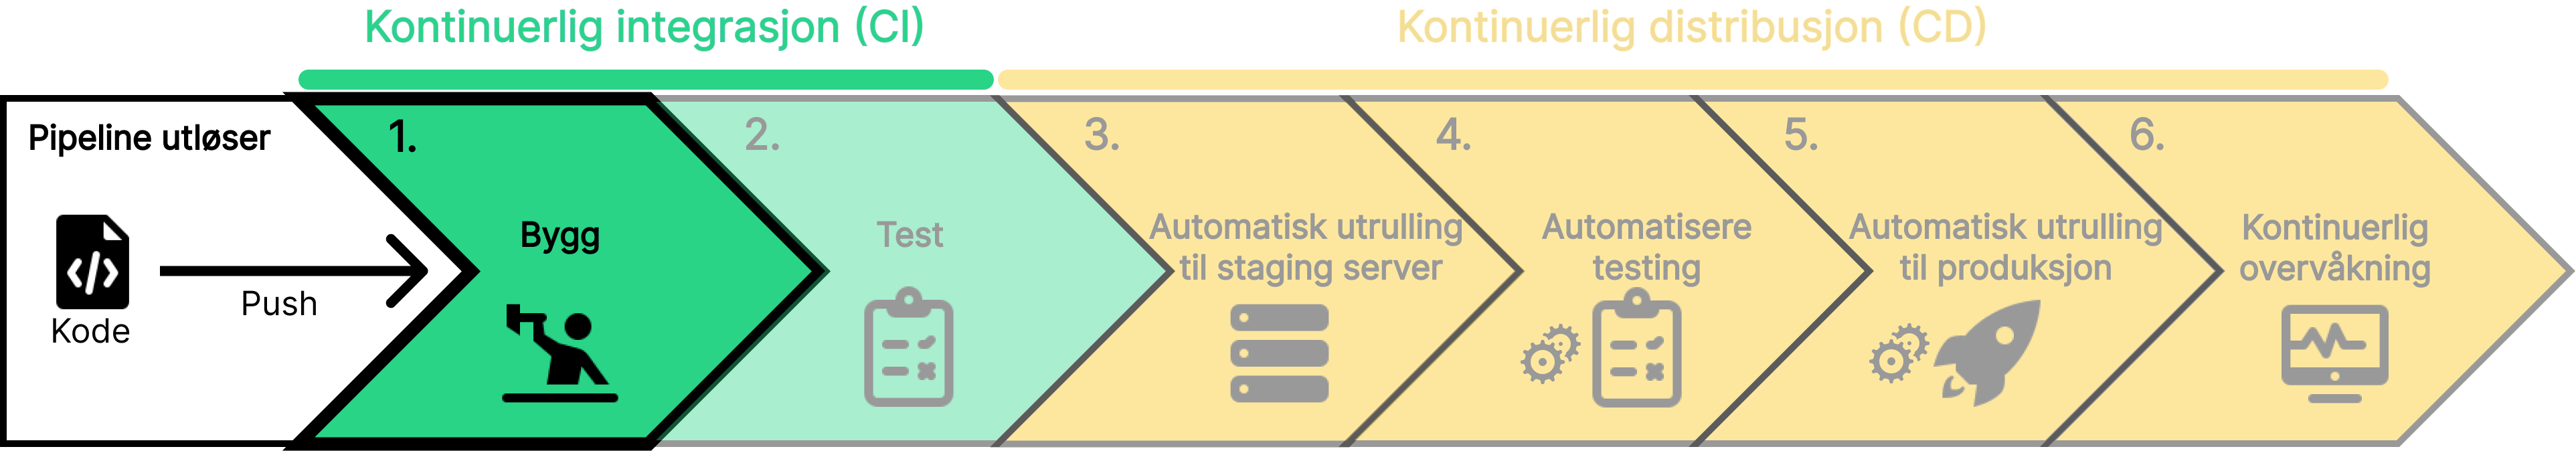 Kontinuerlig integrasjon (CI)
Kontinuerlig distribusjon (CD)
Pipeline utløser
Kode
Push
1.
Bygg
2.
Test
3.
Automatisk utrulling
til staging server
4.
Automatisere
testing
5.
Automatisk utrulling
til produksjon
6.
Kontinuerlig
overvåkning